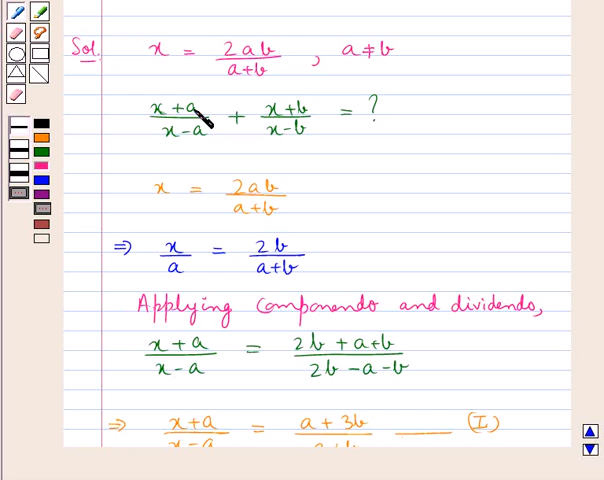 Sol. x = 2ab/(a+b) , a ≠ b
(x+a)/(x-a) + (x+b)/(x-b) = ?
x = 2ab/(a+b)
⇒ x/a = 2b/(a+b)
Applying componendo and dividendo,
(x+a)/(x-a) = (2b+a+b)/(2b-a-b)
⇒ (x+a)/(x-a) = a+3b —— (I)